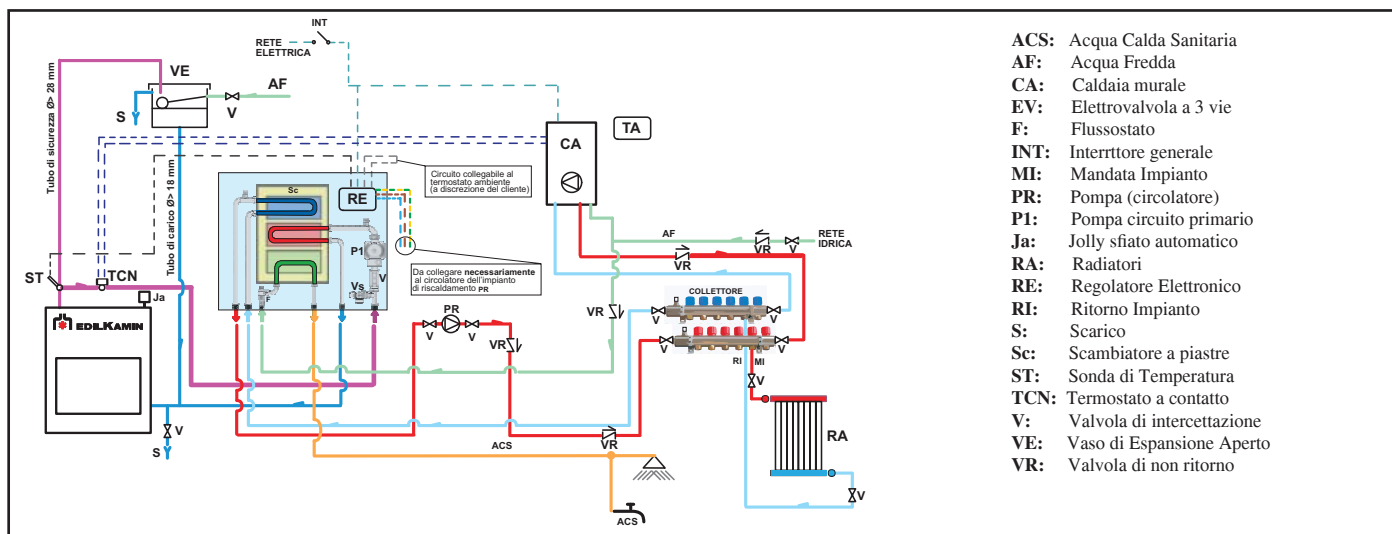 INT
RETE
ELETTRICA
VE
AF
V
S
Tubo di sicurezza Ø> 28 mm
Tubo di carico Ø> 18 mm
TA
CA
Circuito collegabile al
termostato ambiente
(a discrezione del cliente)
Sc
RE
P1
V
Vs
F
Da collegare necessariamente
al circolatore dell'impianto
di riscaldamento PR
ST
TCN
Ja
EDILKAMIN
AF
VR
V
RETE
IDRICA
VR
VR
COLLETTORE
V
V
V
V
RI
MI
PR
V
V
VR
V
RA
V
S
V
ACS
VR
ACS
ACS: Acqua Calda Sanitaria
AF: Acqua Fredda
CA: Caldaia murale
EV: Elettrovalvola a 3 vie
F: Flussostato
INT: Interrttore generale
MI: Mandata Impianto
PR: Pompa (circolatore)
P1: Pompa circuito primario
Ja: Jolly sfiato automatico
RA: Radiatori
RE: Regolatore Elettronico
RI: Ritorno Impianto
S: Scarico
Sc: Scambiatore a piastre
ST: Sonda di Temperatura
TCN: Termostato a contatto
V: Valvola di intercettazione
VE: Vaso di Espansione Aperto
VR: Valvola di non ritorno